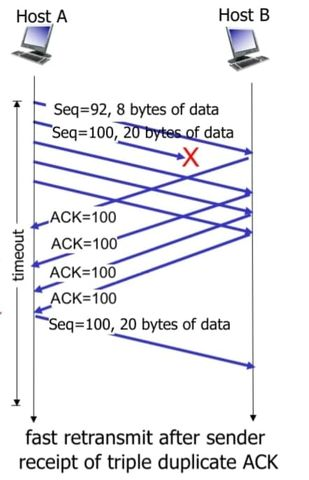 Host A
Host B
Seq=92, 8 bytes of data
Seq=100, 20 bytes of data
X
ACK=100
ACK=100
ACK=100
ACK=100
timeout
Seq=100, 20 bytes of data
fast retransmit after sender
receipt of triple duplicate ACK